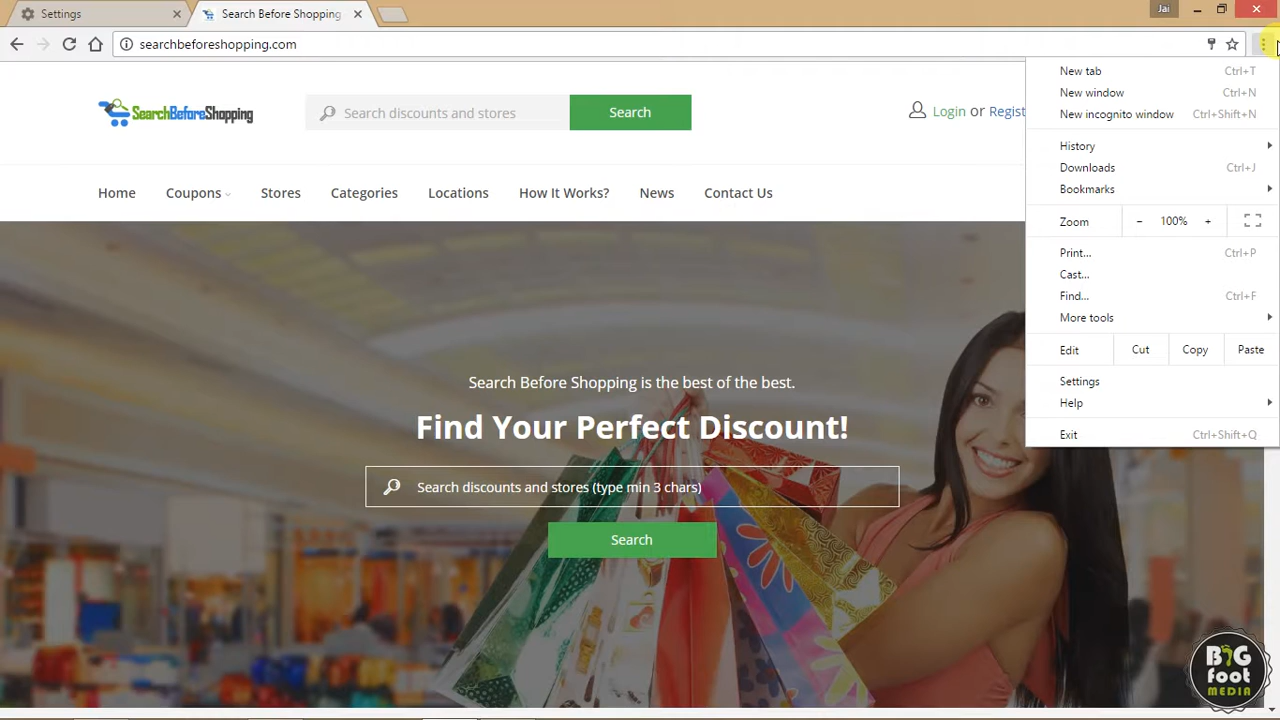 Settings
Search Before Shopping
Jai
searchbeforeshopping.com
SearchBeforeShopping
Search discounts and stores
Search
Login or Regist
Home
Coupons
Stores
Categories
Locations
How It Works?
News
Contact Us
New tab Ctrl+T
New window Ctrl+N
New incognito window Ctrl+Shift+N
History
Downloads Ctrl+J
Bookmarks
Zoom − 100% +
Print... Ctrl+P
Cast...
Find... Ctrl+F
More tools
Edit Cut Copy Paste
Settings
Help
Exit Ctrl+Shift+Q
Search Before Shopping is the best of the best.
Find Your Perfect Discount!
Search discounts and stores (type min 3 chars)
Search
BIG
foot
MEDIA